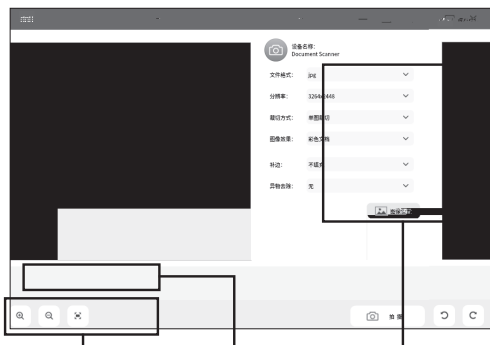 设备名称:
Document Scanner
文件格式: jpg
分辨率: 3264x2448
裁切方式: 单图裁切
图像效果: 彩色文档
补边: 不填充
异物去除: 无
拍摄